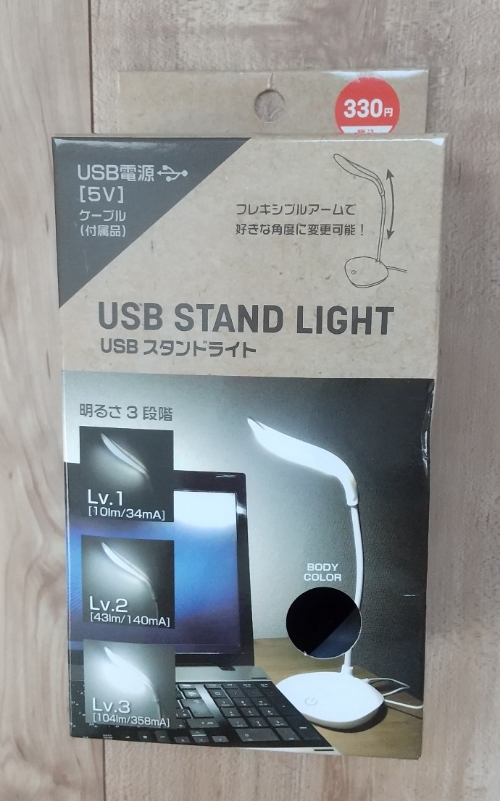 330円
USB電源
[5V]
ケーブル
(付属品)
フレキシブルアームで
好きな角度に変更可能！
USB STAND LIGHT
USB スタンドライト
明るさ 3 段階
Lv.1
[10lm/34mA]
Lv.2
[43lm/140mA]
Lv.3
[104lm/358mA]
BODY
COLOR